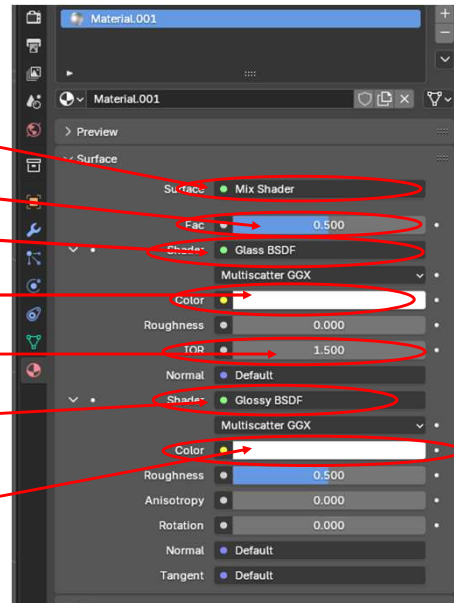 Material.001
Material.001
Preview
Surface
Surface Mix Shader
Fac 0.500
Shader Glass BSDF
Multiscatter GGX
Color
Roughness 0.000
IOR 1.500
Normal Default
Shader Glossy BSDF
Multiscatter GGX
Color
Roughness 0.500
Anisotropy 0.000
Rotation 0.000
Normal Default
Tangent Default